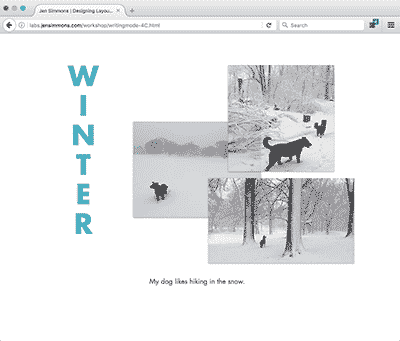 Jen Simmons | Designing Layou...
labs.jensimmons.com/workshop/writingmode-4C.html
Search
WINTER
My dog likes hiking in the snow.